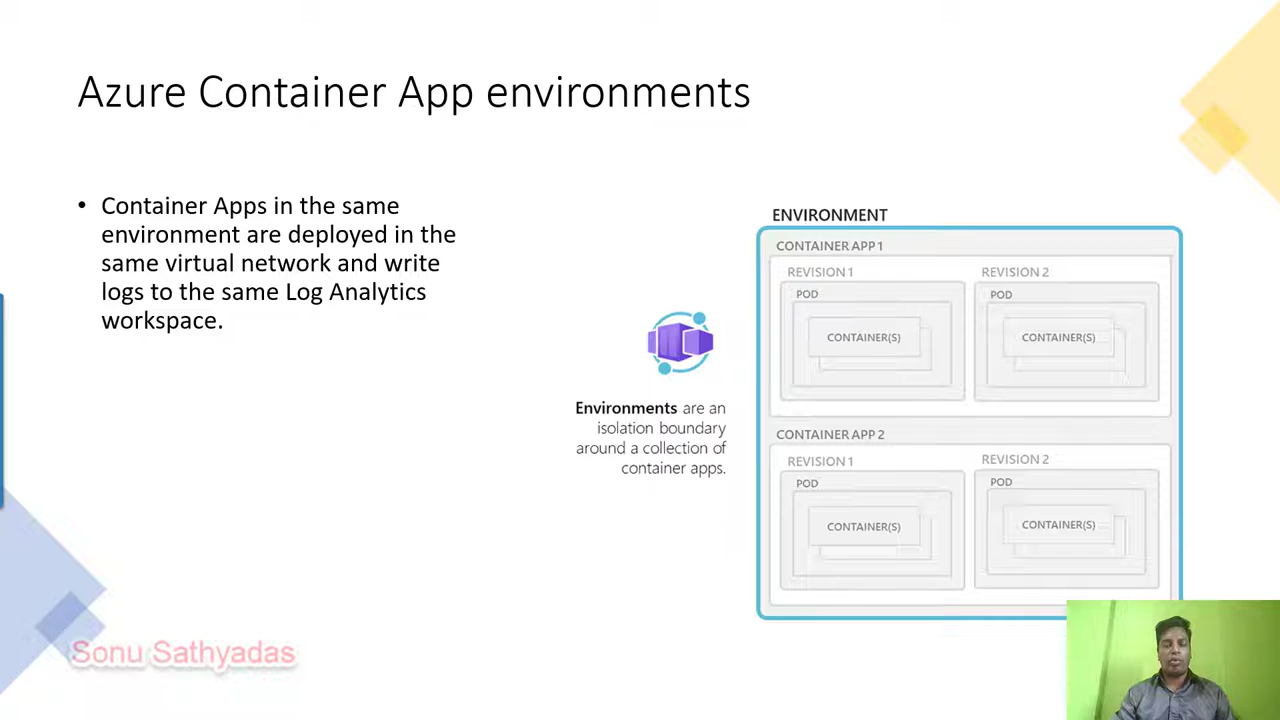 Azure Container App environments
• Container Apps in the same
environment are deployed in the
same virtual network and write
logs to the same Log Analytics
workspace.
Environments are an
isolation boundary
around a collection of
container apps.
ENVIRONMENT
CONTAINER APP 1
REVISION 1
POD
CONTAINER(S)
REVISION 2
POD
CONTAINER(S)
CONTAINER APP 2
REVISION 1
POD
CONTAINER(S)
REVISION 2
POD
CONTAINER(S)
Sonu Sathyadas